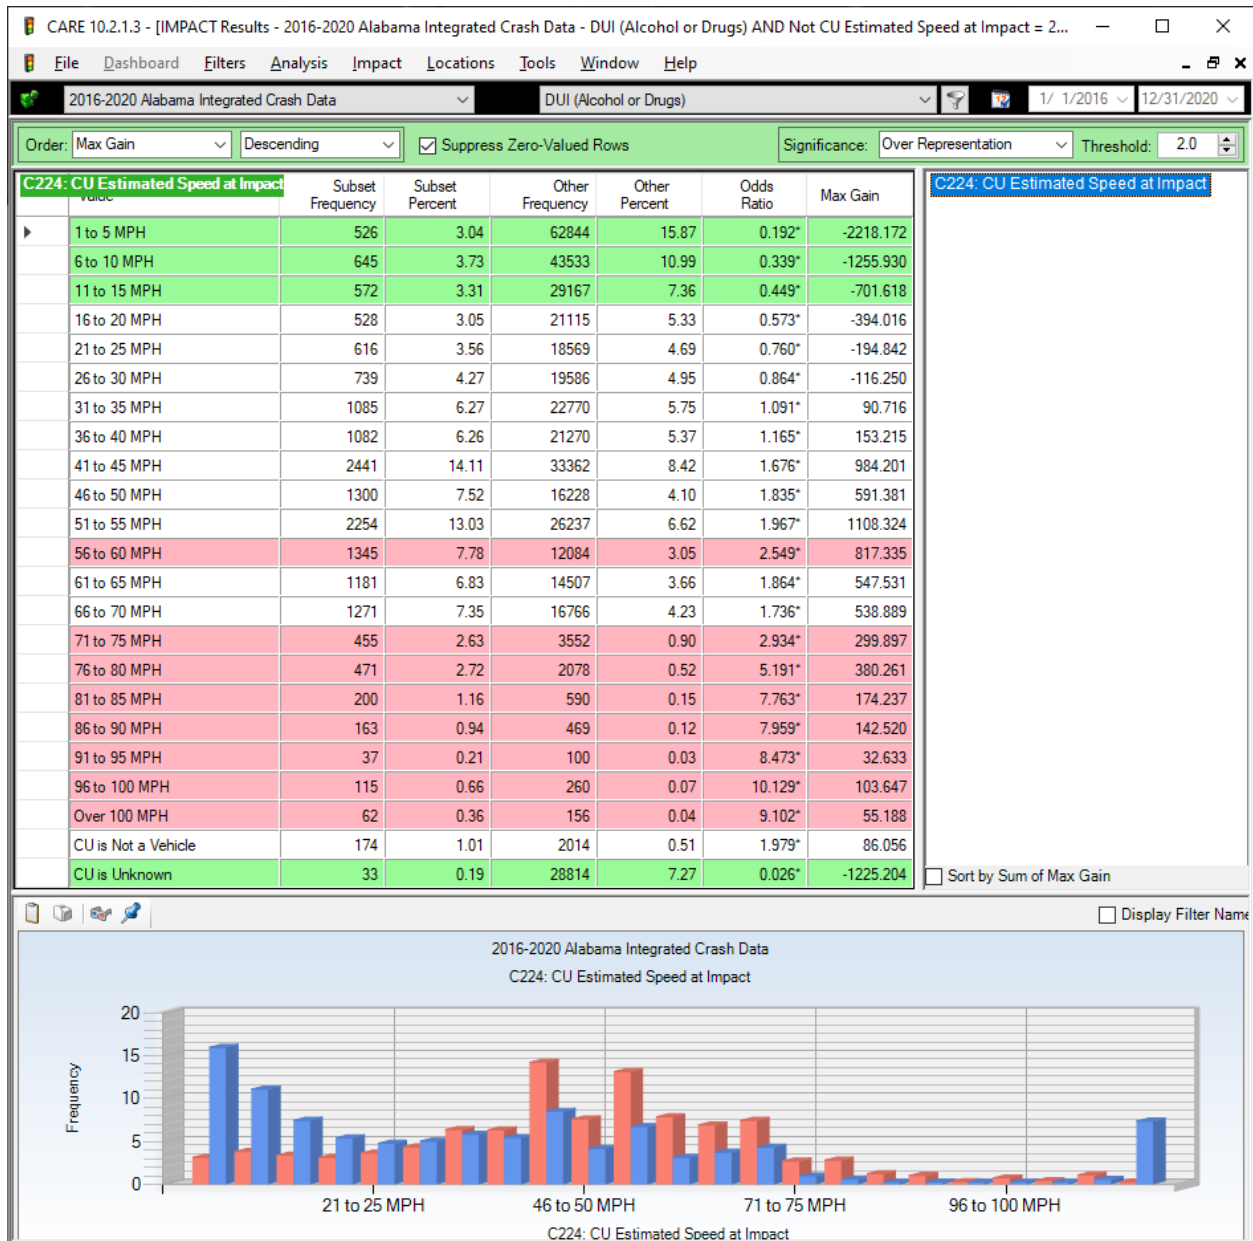 CARE 10.2.1.3 - [IMPACT Results - 2016-2020 Alabama Integrated Crash Data - DUI (Alcohol or Drugs) AND Not CU Estimated Speed at Impact = 2...
File Dashboard Filters Analysis Impact Locations Tools Window Help
2016-2020 Alabama Integrated Crash Data DUI (Alcohol or Drugs) 1/ 1/2016 12/31/2020
Order: Max Gain Descending Suppress Zero-Valued Rows Significance: Over Representation Threshold: 2.0
C224: CU Estimated Speed at Impact Subset Frequency Subset Percent Other Frequency Other Percent Odds Ratio Max Gain C224: CU Estimated Speed at Impact
1 to 5 MPH 526 3.04 62844 15.87 0.192* -2218.172
6 to 10 MPH 645 3.73 43533 10.99 0.339* -1255.930
11 to 15 MPH 572 3.31 29167 7.36 0.449* -701.618
16 to 20 MPH 528 3.05 21115 5.33 0.573* -394.016
21 to 25 MPH 616 3.56 18569 4.69 0.760* -194.842
26 to 30 MPH 739 4.27 19586 4.95 0.864* -116.250
31 to 35 MPH 1085 6.27 22770 5.75 1.091* 90.716
36 to 40 MPH 1082 6.26 21270 5.37 1.165* 153.215
41 to 45 MPH 2441 14.11 33362 8.42 1.676* 984.201
46 to 50 MPH 1300 7.52 16228 4.10 1.835* 591.381
51 to 55 MPH 2254 13.03 26237 6.62 1.967* 1108.324
56 to 60 MPH 1345 7.78 12084 3.05 2.549* 817.335
61 to 65 MPH 1181 6.83 14507 3.66 1.864* 547.531
66 to 70 MPH 1271 7.35 16766 4.23 1.736* 538.889
71 to 75 MPH 455 2.63 3552 0.90 2.934* 299.897
76 to 80 MPH 471 2.72 2078 0.52 5.191* 380.261
81 to 85 MPH 200 1.16 590 0.15 7.763* 174.237
86 to 90 MPH 163 0.94 469 0.12 7.959* 142.520
91 to 95 MPH 37 0.21 100 0.03 8.473* 32.633
96 to 100 MPH 115 0.66 260 0.07 10.129* 103.647
Over 100 MPH 62 0.36 156 0.04 9.102* 55.188
CU is Not a Vehicle 174 1.01 2014 0.51 1.979* 86.056
CU is Unknown 33 0.19 28814 7.27 0.026* -1225.204
Sort by Sum of Max Gain
Display Filter Name
2016-2020 Alabama Integrated Crash Data
C224: CU Estimated Speed at Impact
20
15
10
5
0
Frequency
21 to 25 MPH 46 to 50 MPH 71 to 75 MPH 96 to 100 MPH
C224: CU Estimated Speed at Impact